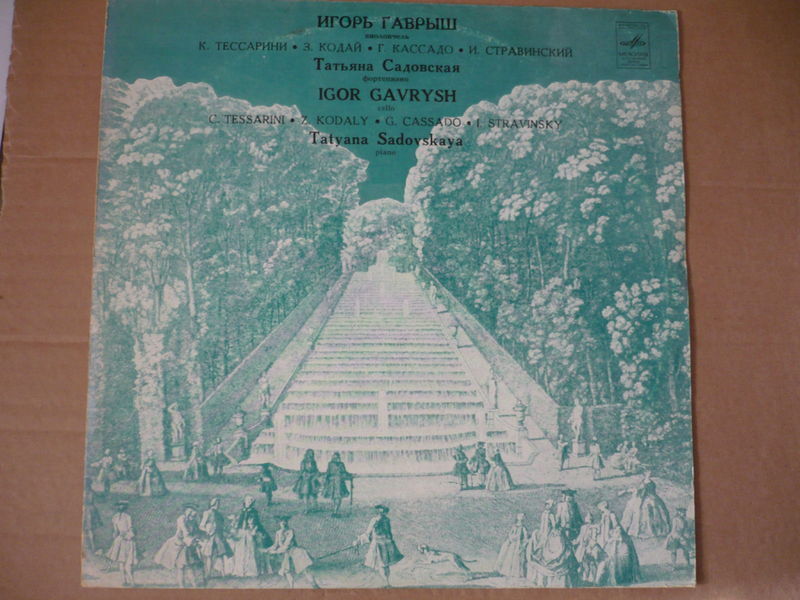 ИГОРЬ ГАВРЫШ
виолончель
К. ТЕССАРИНИ • З. КОДАЙ • Г. КАССАДО • И. СТРАВИНСКИЙ
Татьяна Садовская
фортепиано
IGOR GAVRYSH
cello
C. TESSARINI • Z. KODALY • G. CASSADO • I. STRAVINSKY
Tatyana Sadovskaya
piano
МЕЛОДИЯ